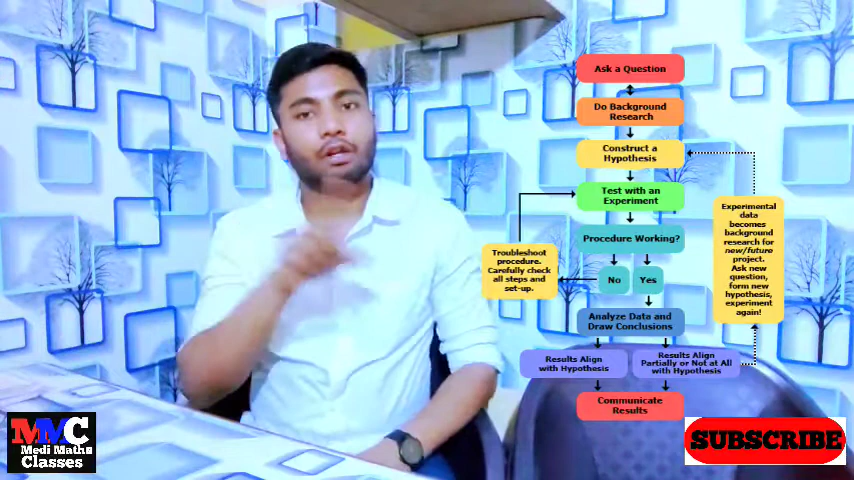 Ask a Question
Do Background
Research
Construct a
Hypothesis
Test with an
Experiment
Procedure Working?
No
Yes
Troubleshoot
procedure.
Carefully check
all steps and
set-up.
Experimental
data
becomes
background
research for
new/future
project.
Ask new
question,
form new
hypothesis,
experiment
again!
Analyze Data and
Draw Conclusions
Results Align
with Hypothesis
Results Align
Partially or Not at All
with Hypothesis
Communicate
Results
MMC
Medi Maths
Classes
SUBSCRIBE